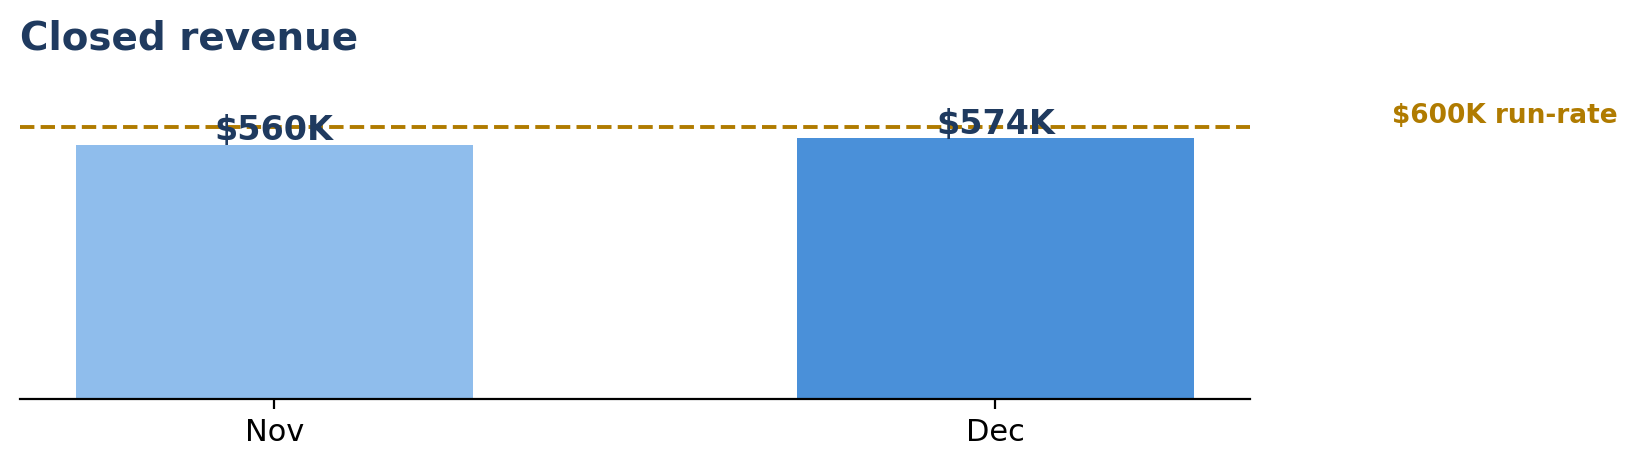 Closed revenue
$600K run-rate
$560K
$574K
Nov
Dec